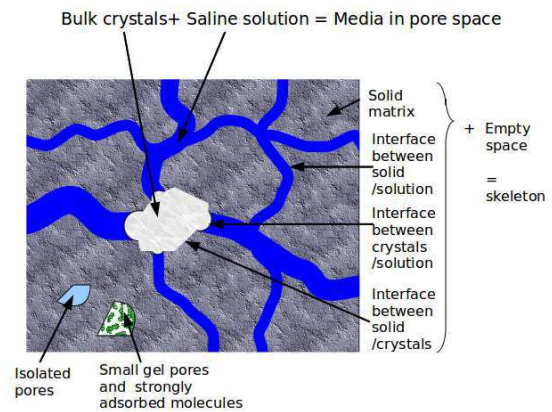 Bulk crystals+ Saline solution = Media in pore space
Solid
matrix
Interface
between
solid
/solution
Interface
between
crystals
/solution
Interface
between
solid
/crystals
+ Empty
space
=
skeleton
Isolated
pores
Small gel pores
and strongly
adsorbed molecules